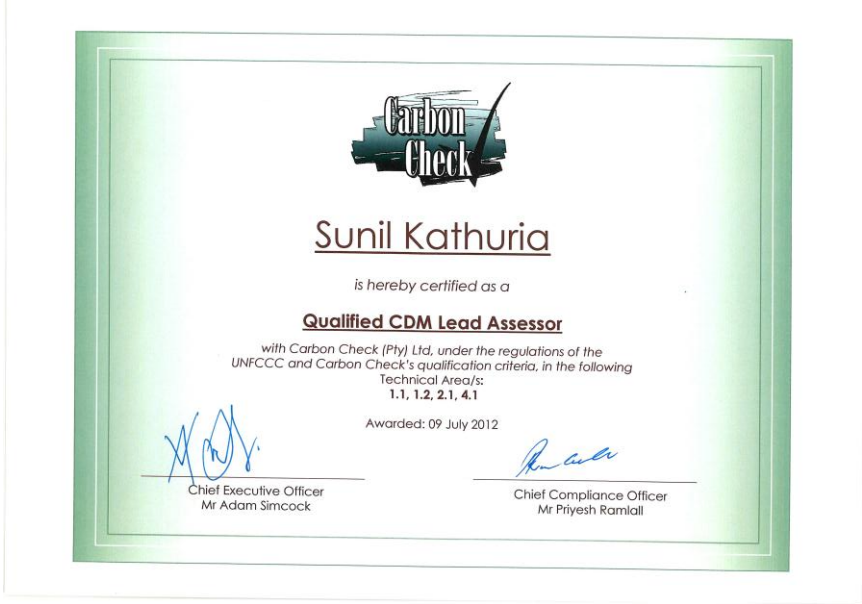 Carbon
Check
Sunil Kathuria
is hereby certified as a
Qualified CDM Lead Assessor
with Carbon Check (Pty) Ltd, under the regulations of the
UNFCCC and Carbon Check's qualification criteria, in the following
Technical Area/s:
1.1, 1.2, 2.1, 4.1
Awarded: 09 July 2012
Chief Executive Officer
Mr Adam Simcock
Chief Compliance Officer
Mr Priyesh Ramlall